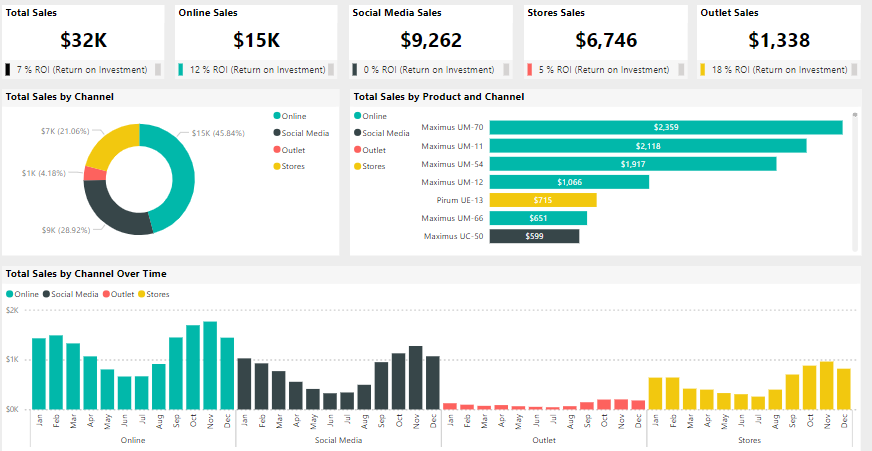 Total Sales
$32K
7 % ROI (Return on Investment)
Online Sales
$15K
12 % ROI (Return on Investment)
Social Media Sales
$9,262
0 % ROI (Return on Investment)
Stores Sales
$6,746
5 % ROI (Return on Investment)
Outlet Sales
$1,338
18 % ROI (Return on Investment)
Total Sales by Channel
$7K (21.06%)
$15K (45.84%)
$1K (4.18%)
$9K (28.92%)
Online
Social Media
Outlet
Stores
Total Sales by Product and Channel
Online
Social Media
Outlet
Stores
Maximus UM-70 $2,359
Maximus UM-11 $2,118
Maximus UM-54 $1,917
Maximus UM-12 $1,066
Pirum UE-13 $715
Maximus UM-66 $651
Maximus UC-50 $599
Total Sales by Channel Over Time
Online Social Media Outlet Stores
$2K
$1K
$0K
Jan Feb Mar Apr May Jun Jul Aug Sep Oct Nov Dec Jan Feb Mar Apr May Jun Jul Aug Sep Oct Nov Dec Jan Feb Mar Apr May Jun Jul Aug Sep Oct Nov Dec Jan Feb Mar Apr May Jun Jul Aug Sep Oct Nov Dec
Online Social Media Outlet Stores